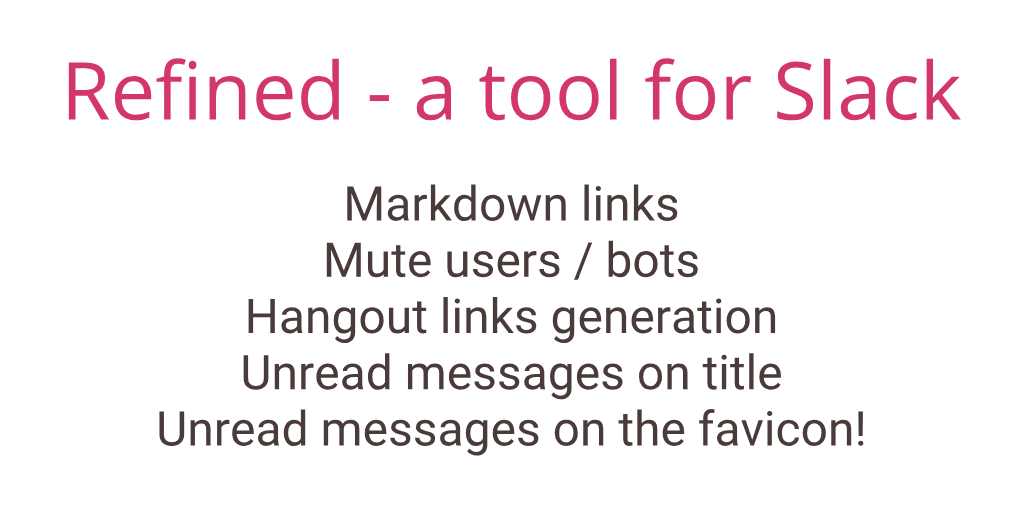 Refined - a tool for Slack
Markdown links
Mute users / bots
Hangout links generation
Unread messages on title
Unread messages on the favicon!